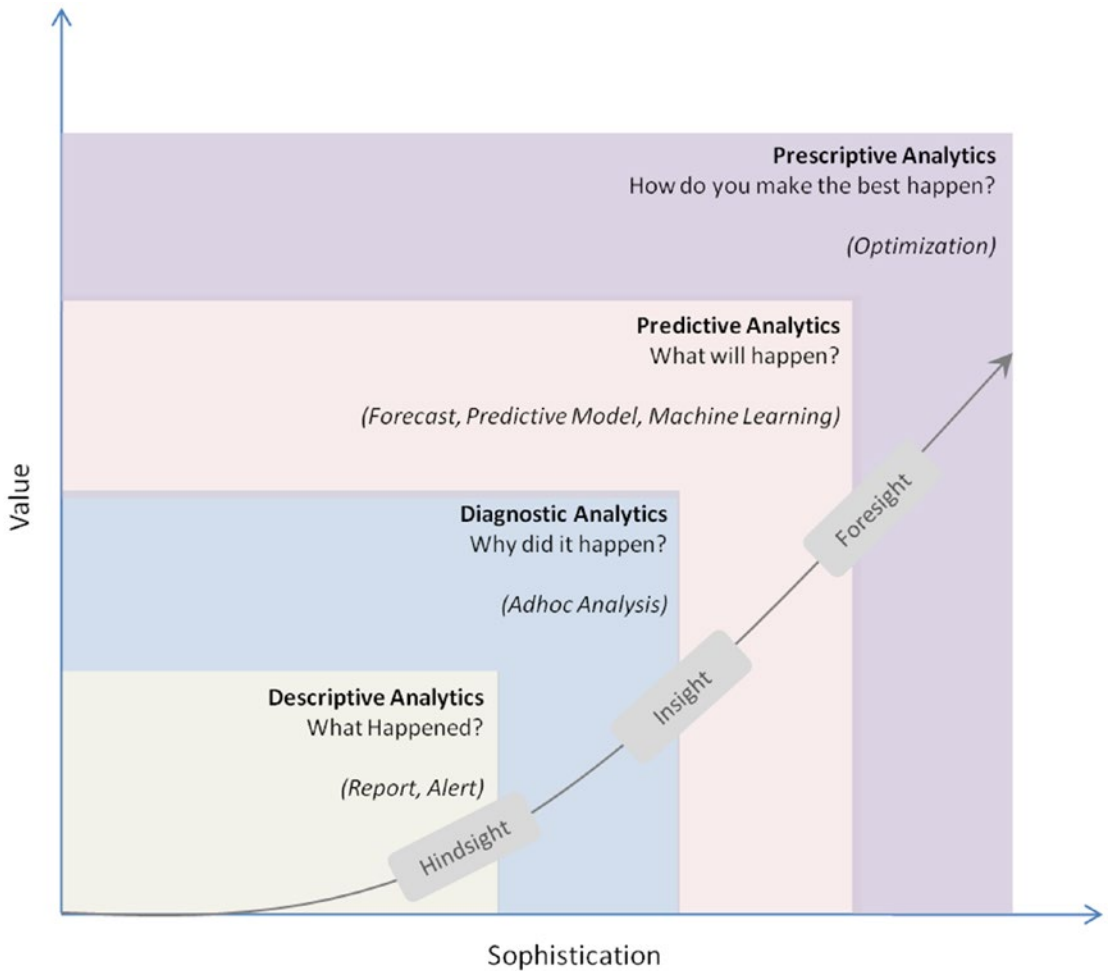 Prescriptive Analytics
How do you make the best happen?
(Optimization)
Predictive Analytics
What will happen?
(Forecast, Predictive Model, Machine Learning)
Diagnostic Analytics
Why did it happen?
(Adhoc Analysis)
Descriptive Analytics
What Happened?
(Report, Alert)
Foresight
Insight
Hindsight
Value
Sophistication